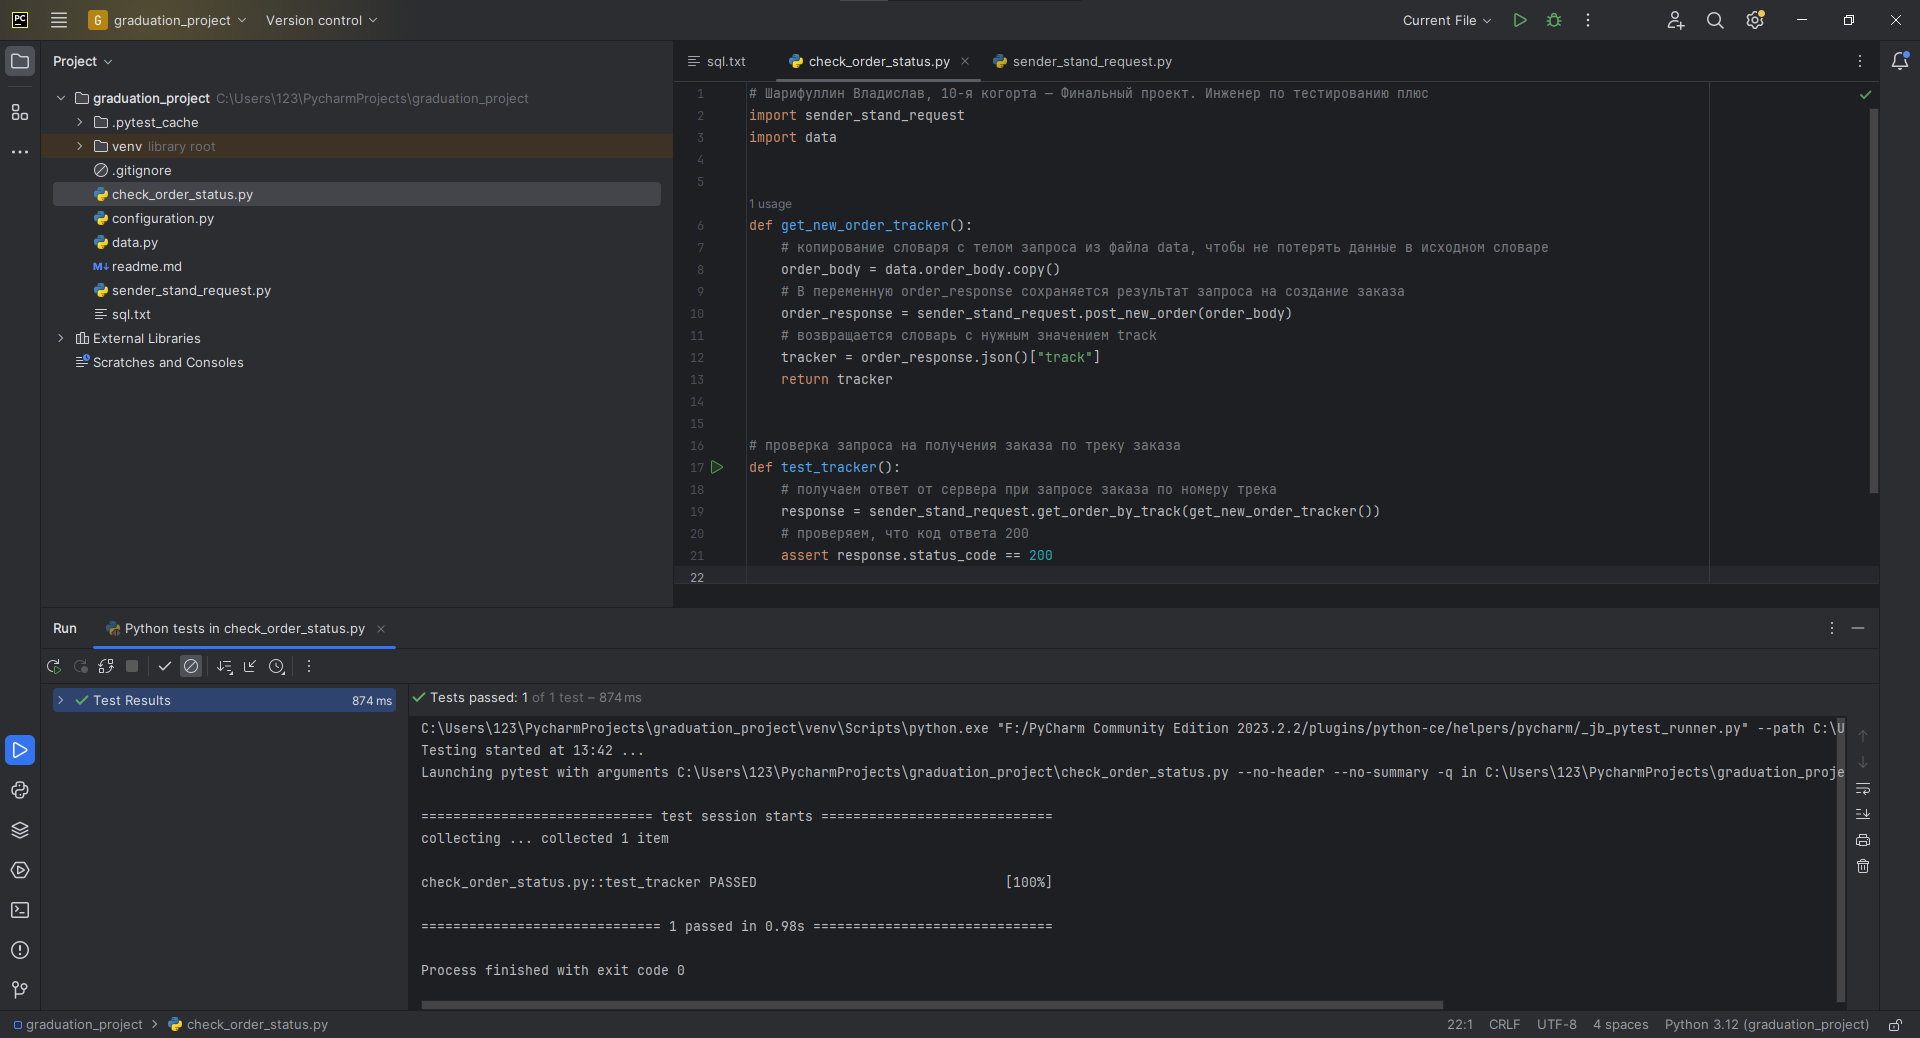 PC
G graduation_project
Version control
Current File
Project
graduation_project C:\Users\123\PycharmProjects\graduation_project
.pytest_cache
venv library root
.gitignore
check_order_status.py
configuration.py
data.py
M↓ readme.md
sender_stand_request.py
sql.txt
External Libraries
Scratches and Consoles
sql.txt
check_order_status.py
sender_stand_request.py
1 # Шарифуллин Владислав, 10-я когорта — Финальный проект. Инженер по тестированию плюс
2 import sender_stand_request
3 import data
4
5
1 usage
6 def get_new_order_tracker():
7 # копирование словаря с телом запроса из файла data, чтобы не потерять данные в исходном словаре
8 order_body = data.order_body.copy()
9 # В переменную order_response сохраняется результат запроса на создание заказа
10 order_response = sender_stand_request.post_new_order(order_body)
11 # возвращается словарь с нужным значением track
12 tracker = order_response.json()["track"]
13 return tracker
14
15
16 # проверка запроса на получения заказа по треку заказа
17 def test_tracker():
18 # получаем ответ от сервера при запросе заказа по номеру трека
19 response = sender_stand_request.get_order_by_track(get_new_order_tracker())
20 # проверяем, что код ответа 200
21 assert response.status_code == 200
22
Run
Python tests in check_order_status.py
Test Results 874 ms
Tests passed: 1 of 1 test – 874 ms
C:\Users\123\PycharmProjects\graduation_project\venv\Scripts\python.exe "F:/PyCharm Community Edition 2023.2.2/plugins/python-ce/helpers/pycharm/_jb_pytest_runner.py" --path C:\U
Testing started at 13:42 ...
Launching pytest with arguments C:\Users\123\PycharmProjects\graduation_project\check_order_status.py --no-header --no-summary -q in C:\Users\123\PycharmProjects\graduation_proje
============================= test session starts =============================
collecting ... collected 1 item
check_order_status.py::test_tracker PASSED [100%]
============================== 1 passed in 0.98s ==============================
Process finished with exit code 0
graduation_project
check_order_status.py
22:1
CRLF
UTF-8
4 spaces
Python 3.12 (graduation_project)